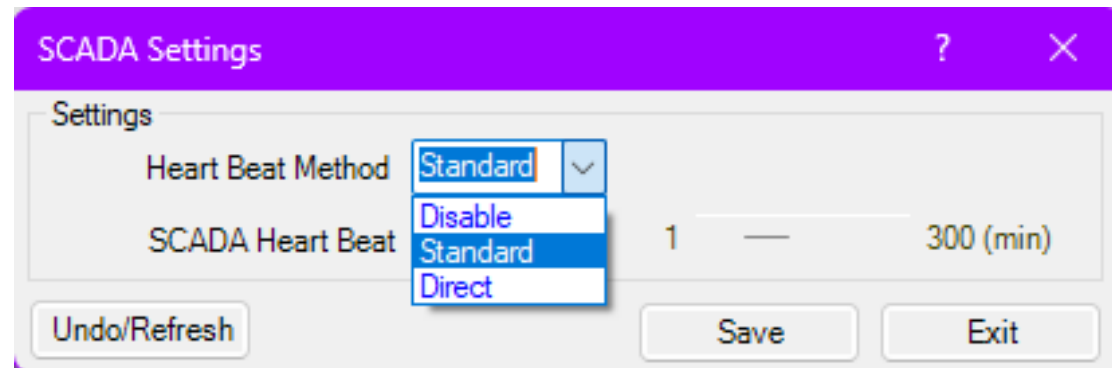 SCADA Settings ? ×
Settings
Heart Beat Method Standard
Disable
SCADA Heart Beat Standard 1 — 300 (min)
Direct
Undo/Refresh Save Exit